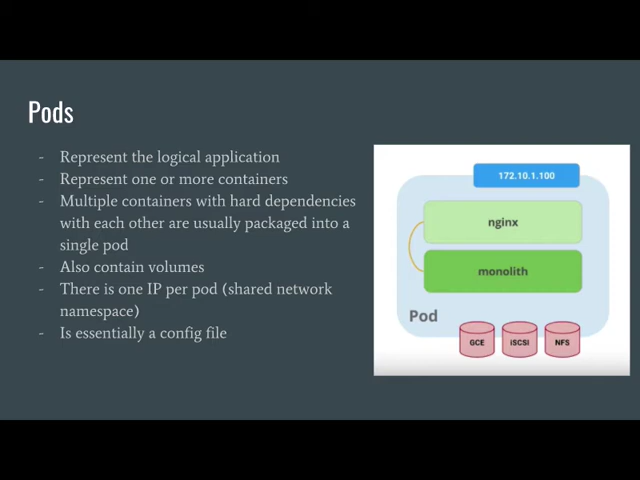 Pods
- Represent the logical application
- Represent one or more containers
- Multiple containers with hard dependencies
with each other are usually packaged into a
single pod
- Also contain volumes
- There is one IP per pod (shared network
namespace)
- Is essentially a config file
172.10.1.100
nginx
monolith
Pod
GCE
iSCSI
NFS